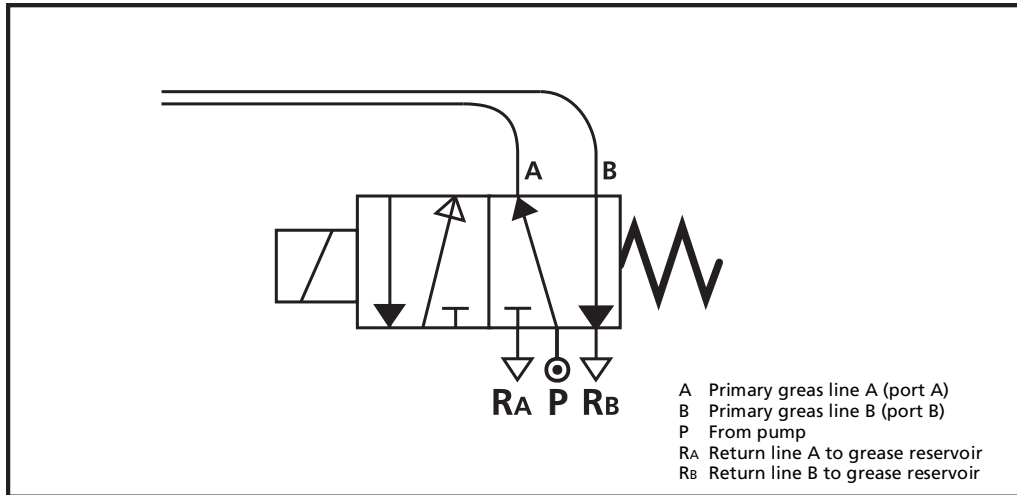 A B
RA P RB
A Primary greas line A (port A)
B Primary greas line B (port B)
P From pump
RA Return line A to grease reservoir
RB Return line B to grease reservoir